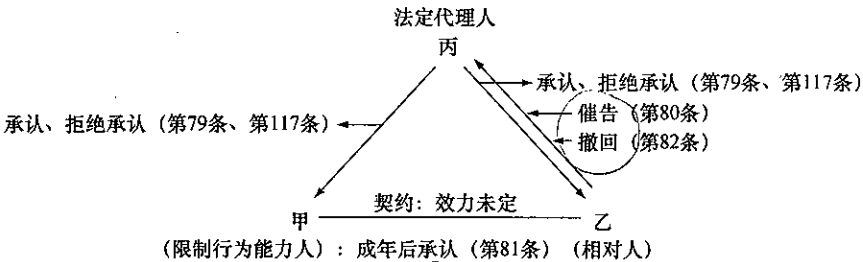 法定代理人
丙
承认、拒绝承认（第79条、第117条）
催告（第80条）
承认、拒绝承认（第79条、第117条）
撤回（第82条）
契约：效力未定
甲
乙
（限制行为能力人）：成年后承认（第81条）（相对人）